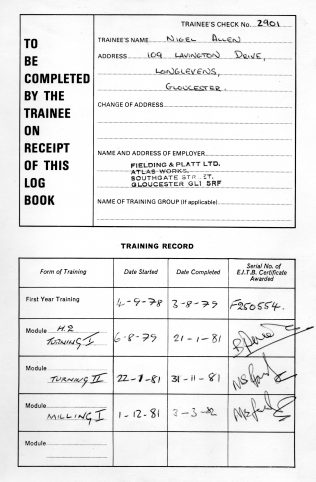 TRAINEE'S CHECK No. 2901
TO BE COMPLETED BY THE TRAINEE ON RECEIPT OF THIS LOG BOOK
TRAINEE'S NAME NIGEL ALLEN
ADDRESS 109 LAVINGTON DRIVE,
LONGLEVENS,
GLOUCESTER.
CHANGE OF ADDRESS
NAME AND ADDRESS OF EMPLOYER
FIELDING & PLATT LTD.
ATLAS WORKS,
SOUTHGATE STREET,
GLOUCESTER GL1 5RF
NAME OF TRAINING GROUP (if applicable)
TRAINING RECORD
Form of Training Date Started Date Completed Serial No. of E.I.T.B. Certificate Awarded
First Year Training 4-9-78 3-8-79 F250554.
Module H.2 TURNING I 6-8-79 21-1-81
Module TURNING II 22-1-81 31-11-81
Module MILLING I 1-12-81 3-3-82
Module